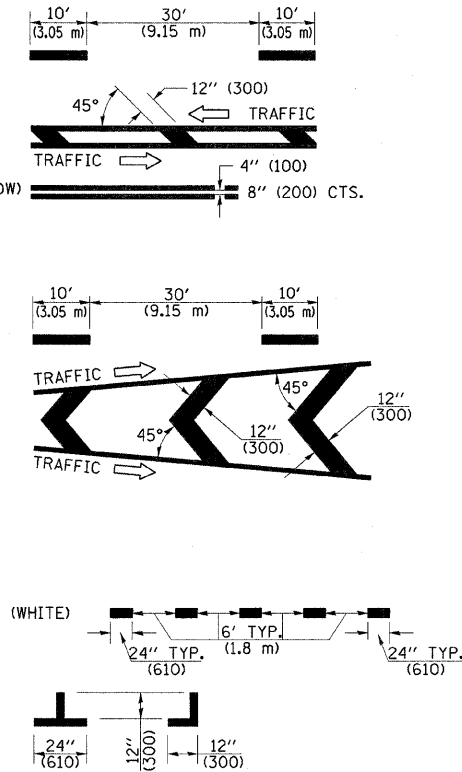 10' 30' 10'
(3.05 m) (9.15 m) (3.05 m)
12" (300)
45°
TRAFFIC
TRAFFIC
4" (100)
OW)
8" (200) CTS.
10' 30' 10'
(3.05 m) (9.15 m) (3.05 m)
TRAFFIC
45°
12"
(300)
45°
12"
(300)
TRAFFIC
(WHITE)
6' TYP.
(1.8 m)
24" TYP.
(610)
24" TYP.
(610)
24"
(610)
12"
(300)
12"
(300)